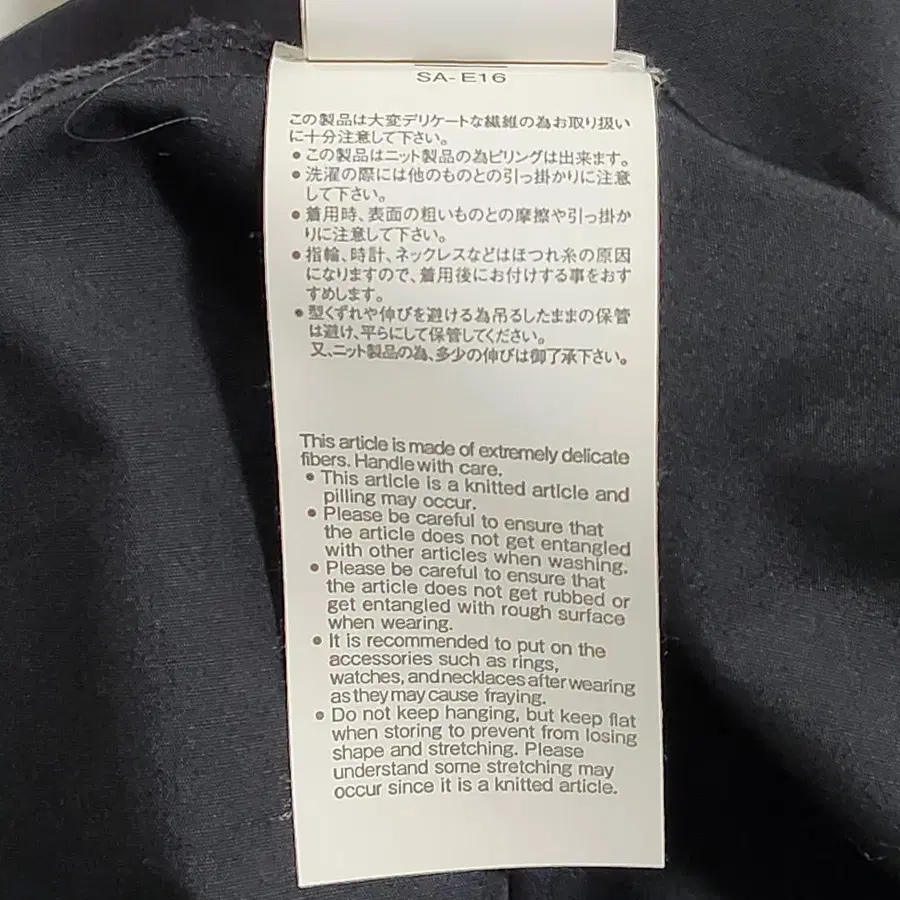 SA-E16
この製品は大変デリケートな繊維の為お取り扱い
に十分注意して下さい。
● この製品はニット製品の為ピリングは出来ます。
● 洗濯の際には他のものとの引っ掛かりに注意
して下さい。
● 着用時、表面の粗いものとの摩擦や引っ掛か
りに注意して下さい。
● 指輪、時計、ネックレスなどはほつれ糸の原因
になりますので、着用後にお付けする事をおす
すめします。
● 型くずれや伸びを避ける為吊るしたままの保管
は避け、平らにして保管してください。
又、ニット製品の為、多少の伸びは御了承下さい。
This article is made of extremely delicate
fibers. Handle with care.
● This article is a knitted article and
pilling may occur.
● Please be careful to ensure that
the article does not get entangled
with other articles when washing.
● Please be careful to ensure that
the article does not get rubbed or
get entangled with rough surface
when wearing.
● It is recommended to put on the
accessories such as rings,
watches, and necklaces after wearing
as they may cause fraying.
● Do not keep hanging, but keep flat
when storing to prevent from losing
shape and stretching. Please
understand some stretching may
occur since it is a knitted article.